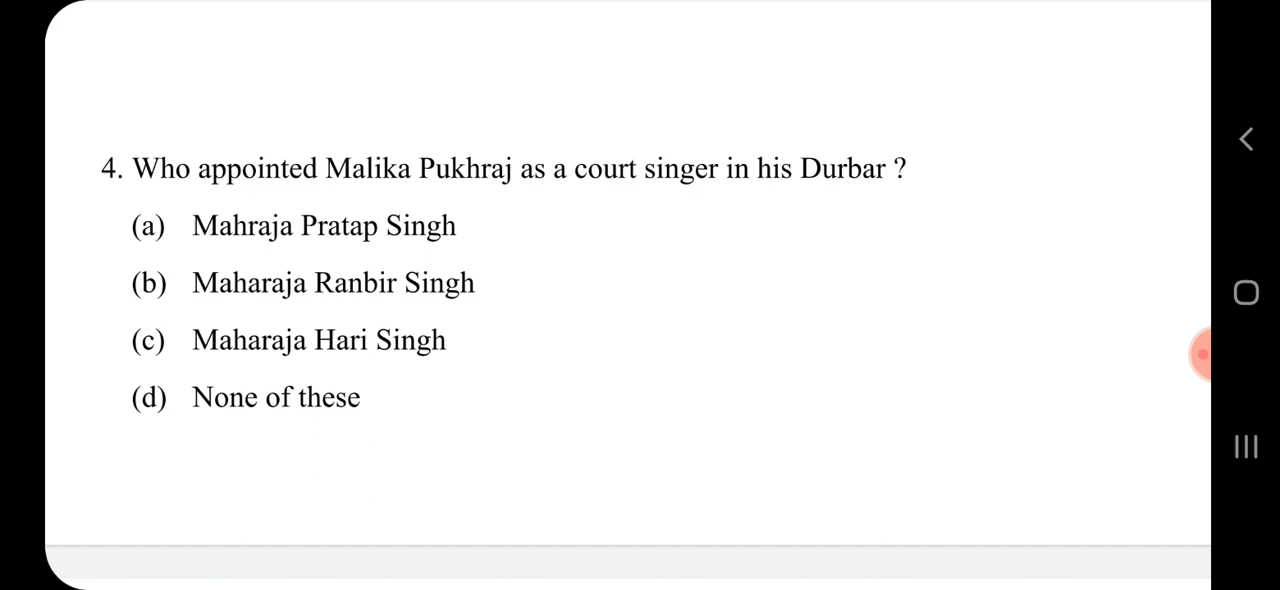 4. Who appointed Malika Pukhraj as a court singer in his Durbar ?
(a) Mahraja Pratap Singh
(b) Maharaja Ranbir Singh
(c) Maharaja Hari Singh
(d) None of these